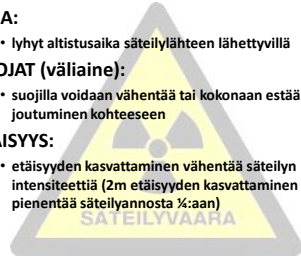 A:
• lyhyt altistusaika säteilylähteen lähettyvillä
OJAT (väliaine):
• suojilla voidaan vähentää tai kokonaan estää
joutuminen kohteeseen
ÄISYYS:
• etäisyyden kasvattaminen vähentää säteilyn
intensiteettiä (2m etäisyyden kasvattaminen
pienentää säteilyannosta ¼:aan)
SÄTEILYVAARA